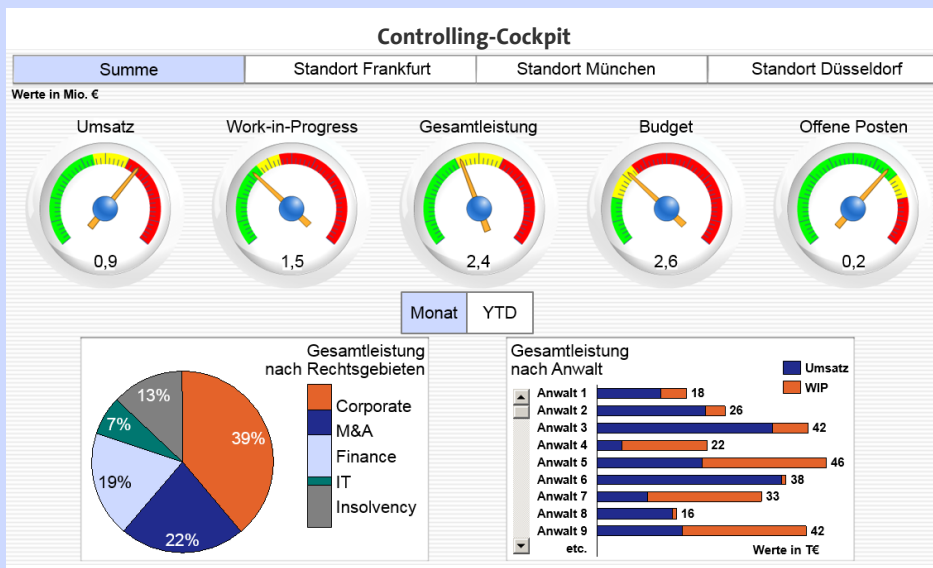 Controlling-Cockpit
Summe
Standort Frankfurt
Standort München
Standort Düsseldorf
Werte in Mio. €
Umsatz
Work-in-Progress
Gesamtleistung
Budget
Offene Posten
0,9
1,5
2,4
2,6
0,2
Monat
YTD
Gesamtleistung
nach Rechtsgebieten
13%
7%
19%
22%
39%
Corporate
M&A
Finance
IT
Insolvency
Gesamtleistung
nach Anwalt
Umsatz
WIP
Anwalt 1 18
Anwalt 2 26
Anwalt 3 42
Anwalt 4 22
Anwalt 5 46
Anwalt 6 38
Anwalt 7 33
Anwalt 8 16
Anwalt 9 42
etc.
Werte in T€